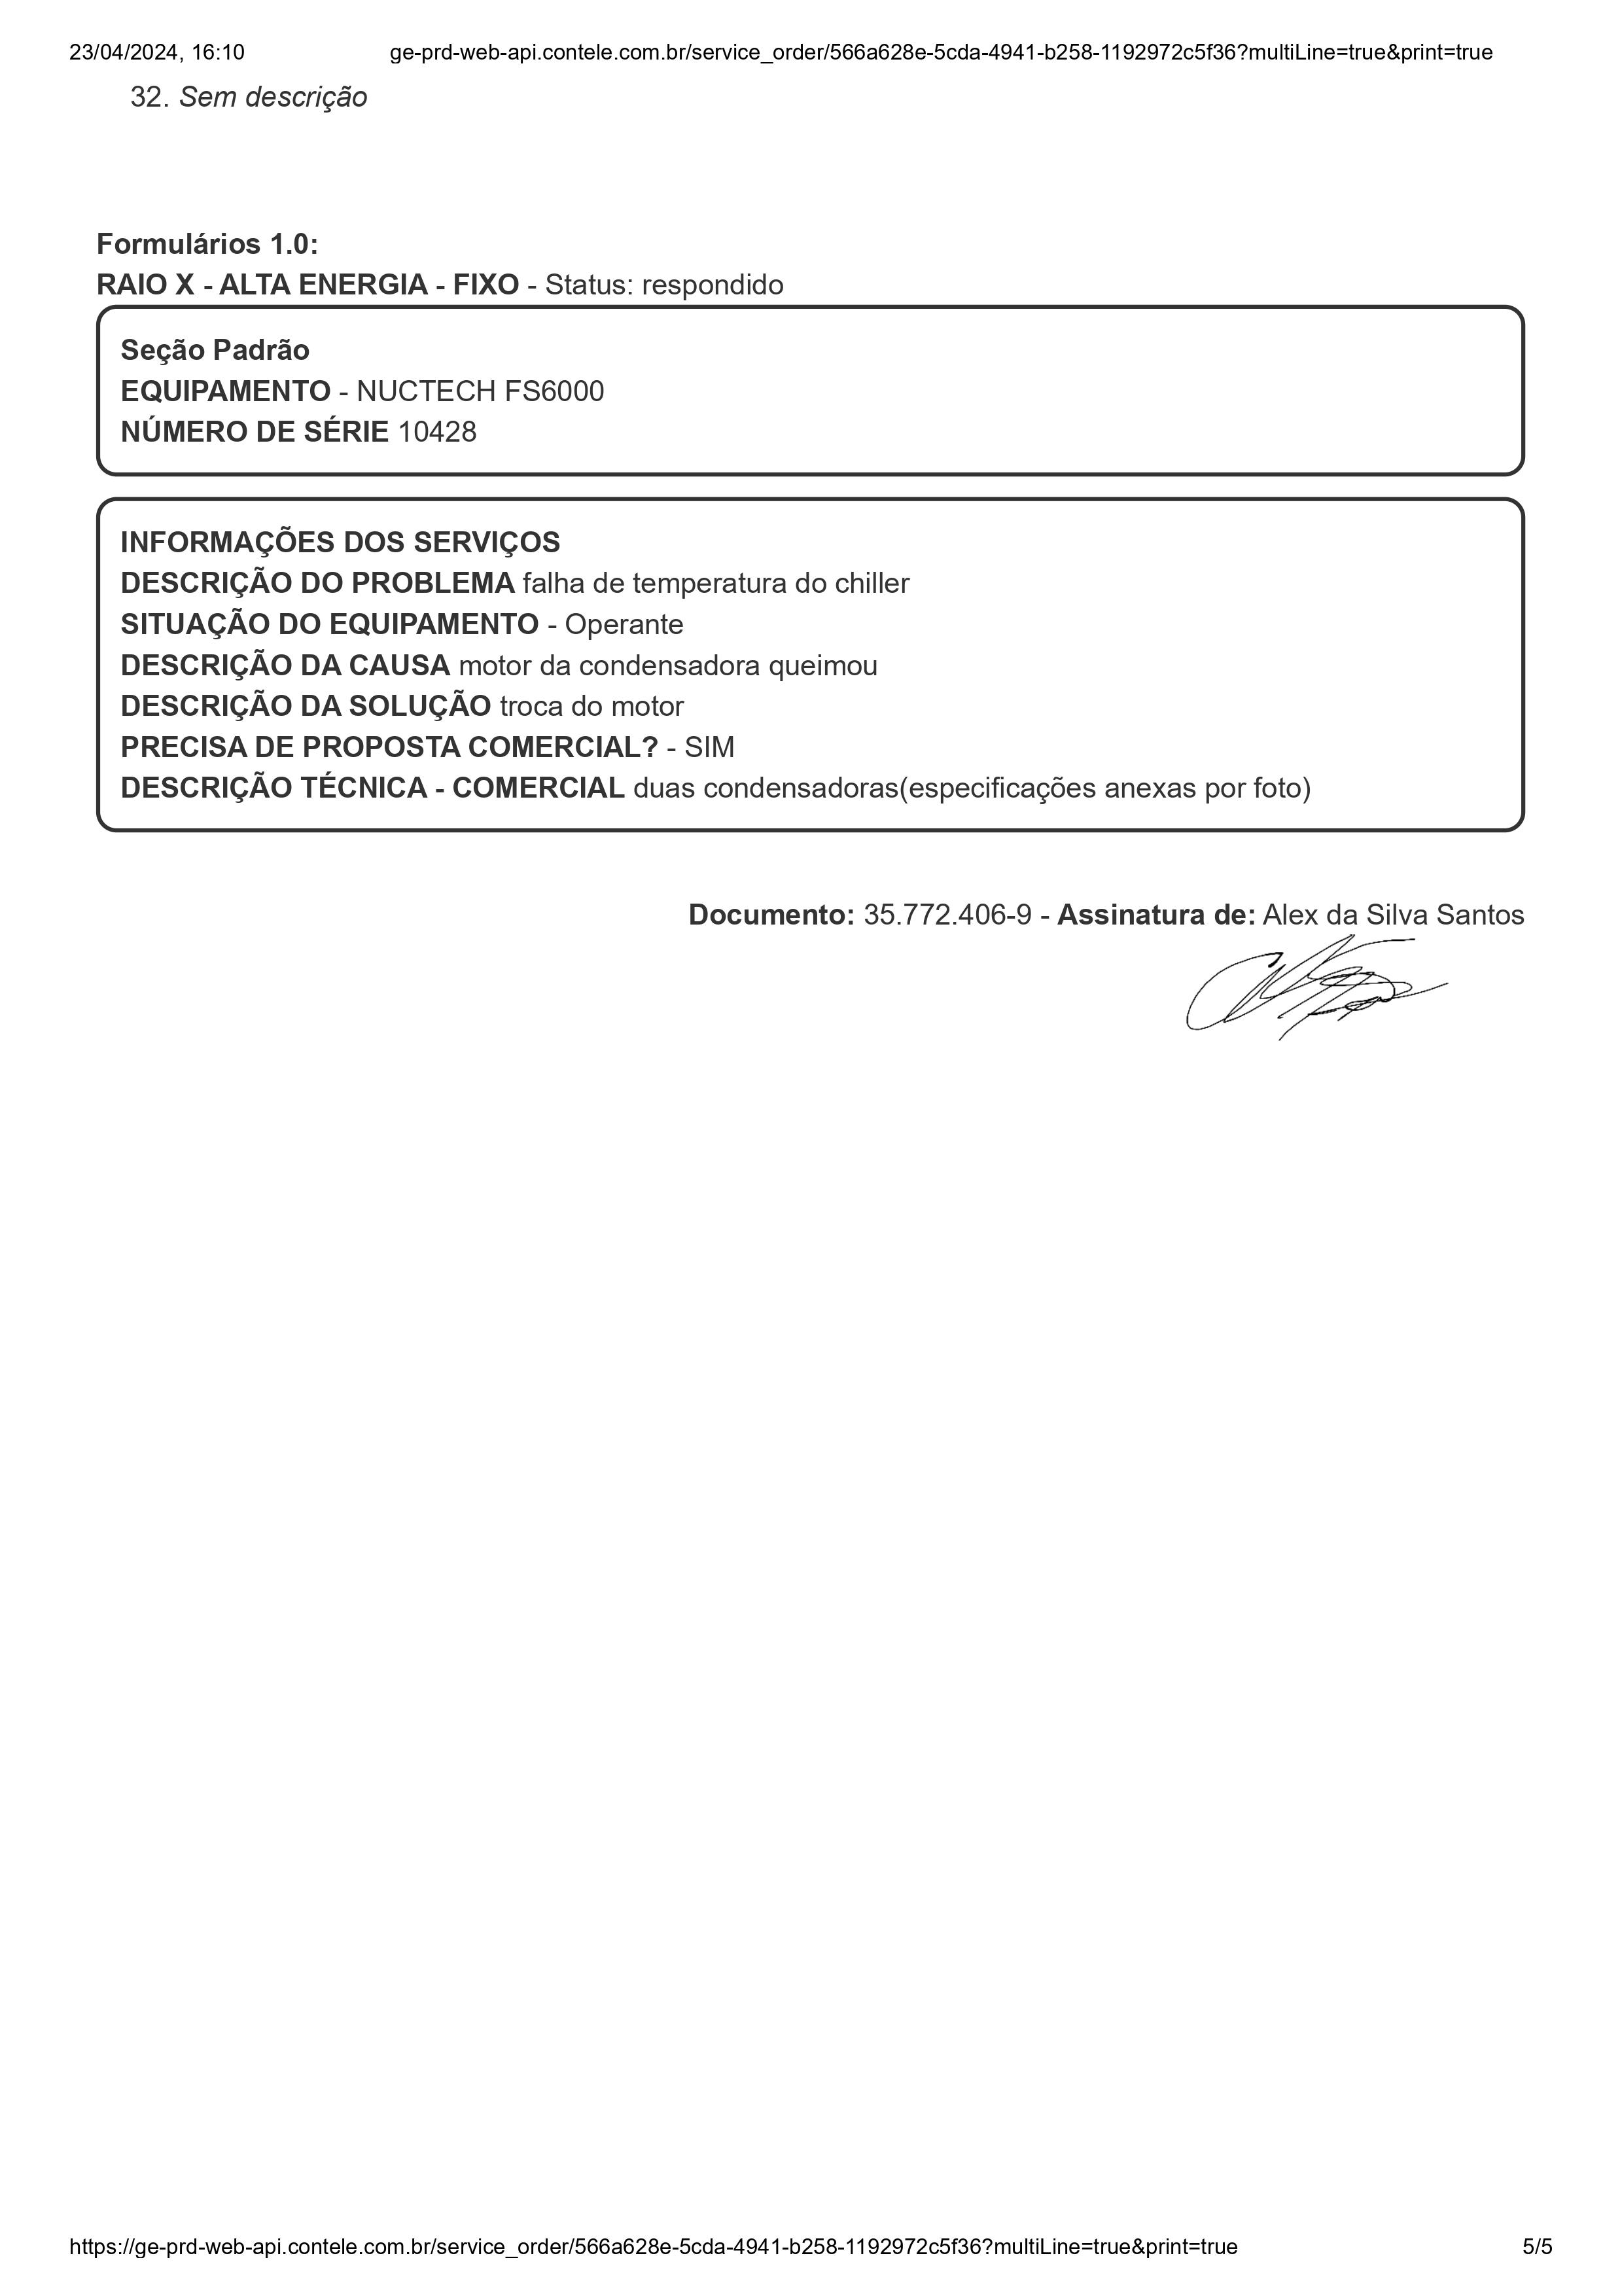 23/04/2024, 16:10 ge-prd-web-api.contele.com.br/service_order/566a628e-5cda-4941-b258-1192972c5f36?multiLine=true&print=true
32. Sem descrição
Formulários 1.0:
RAIO X - ALTA ENERGIA - FIXO - Status: respondido
Seção Padrão
EQUIPAMENTO - NUCTECH FS6000
NÚMERO DE SÉRIE 10428
INFORMAÇÕES DOS SERVIÇOS
DESCRIÇÃO DO PROBLEMA falha de temperatura do chiller
SITUAÇÃO DO EQUIPAMENTO - Operante
DESCRIÇÃO DA CAUSA motor da condensadora queimou
DESCRIÇÃO DA SOLUÇÃO troca do motor
PRECISA DE PROPOSTA COMERCIAL? - SIM
DESCRIÇÃO TÉCNICA - COMERCIAL duas condensadoras(especificações anexas por foto)
Documento: 35.772.406-9 - Assinatura de: Alex da Silva Santos
https://ge-prd-web-api.contele.com.br/service_order/566a628e-5cda-4941-b258-1192972c5f36?multiLine=true&print=true 5/5